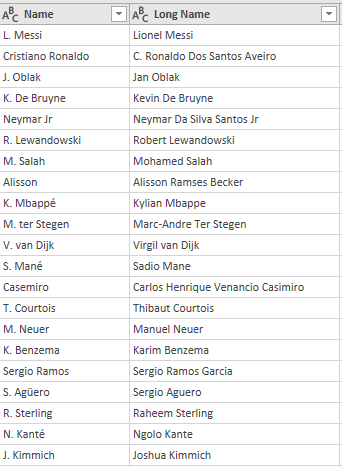 ABC Name ABC Long Name
L. Messi Lionel Messi
Cristiano Ronaldo C. Ronaldo Dos Santos Aveiro
J. Oblak Jan Oblak
K. De Bruyne Kevin De Bruyne
Neymar Jr Neymar Da Silva Santos Jr
R. Lewandowski Robert Lewandowski
M. Salah Mohamed Salah
Alisson Alisson Ramses Becker
K. Mbappé Kylian Mbappe
M. ter Stegen Marc-Andre Ter Stegen
V. van Dijk Virgil van Dijk
S. Mané Sadio Mane
Casemiro Carlos Henrique Venancio Casimiro
T. Courtois Thibaut Courtois
M. Neuer Manuel Neuer
K. Benzema Karim Benzema
Sergio Ramos Sergio Ramos Garcia
S. Agüero Sergio Aguero
R. Sterling Raheem Sterling
N. Kanté Ngolo Kante
J. Kimmich Joshua Kimmich